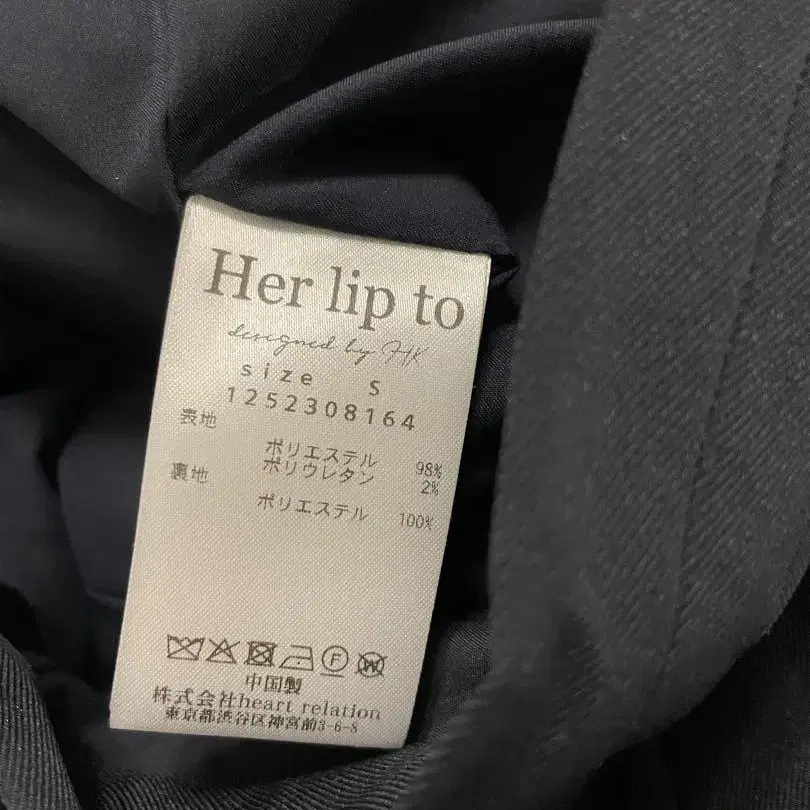 Her lip to
designed by HK
size S
1252308164
表地
ポリエステル 98%
ポリウレタン 2%
裏地
ポリエステル 100%
F W
中国製
株式会社heart relation
東京都渋谷区神宮前3-6-8